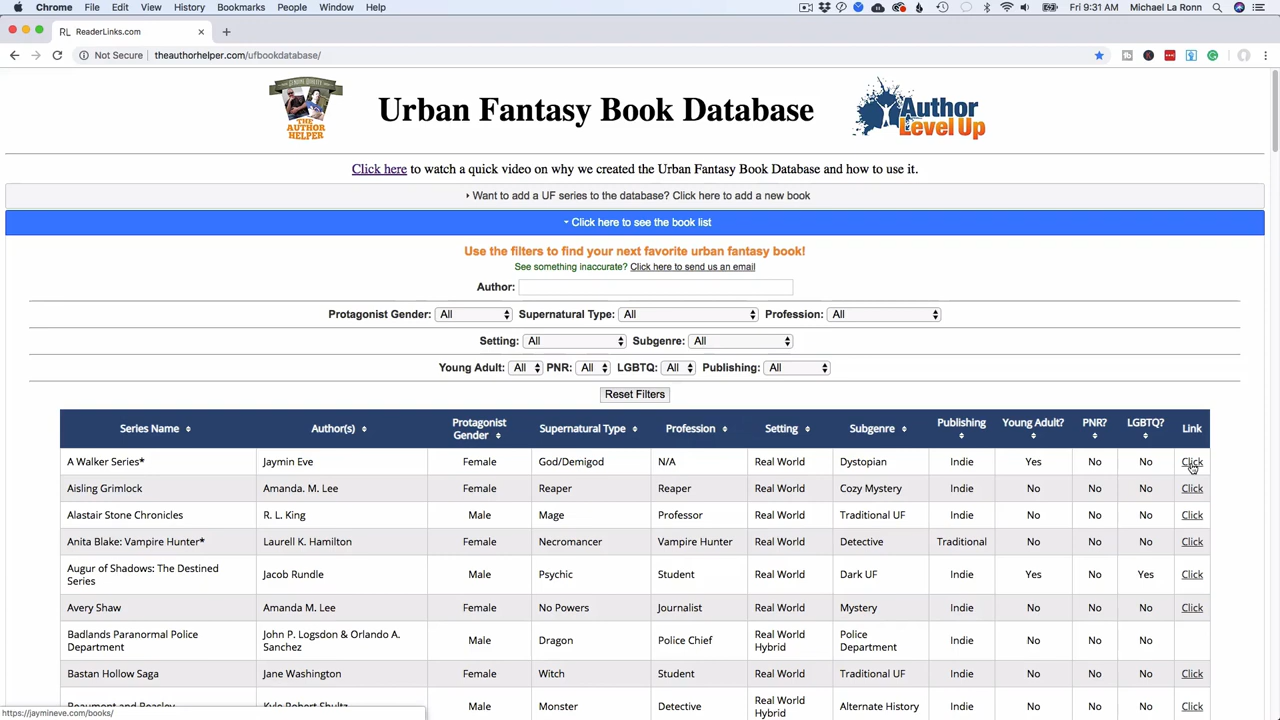 Chrome File Edit View History Bookmarks People Window Help Fri 9:31 AM Michael La Ronn
RL ReaderLinks.com
Not Secure theauthorhelper.com/ufbookdatabase/
GENUINE QUALITY
THE AUTHOR HELPER
Urban Fantasy Book Database
Author Level Up
Click here to watch a quick video on why we created the Urban Fantasy Book Database and how to use it.
Want to add a UF series to the database? Click here to add a new book
Click here to see the book list
Use the filters to find your next favorite urban fantasy book!
See something inaccurate? Click here to send us an email
Author:
Protagonist Gender: All Supernatural Type: All Profession: All
Setting: All Subgenre: All
Young Adult: All PNR: All LGBTQ: All Publishing: All
Reset Filters
Series Name Author(s) Protagonist Gender Supernatural Type Profession Setting Subgenre Publishing Young Adult? PNR? LGBTQ? Link
A Walker Series* Jaymin Eve Female God/Demigod N/A Real World Dystopian Indie Yes No No Click
Aisling Grimlock Amanda. M. Lee Female Reaper Reaper Real World Cozy Mystery Indie No No No Click
Alastair Stone Chronicles R. L. King Male Mage Professor Real World Traditional UF Indie No No No Click
Anita Blake: Vampire Hunter* Laurell K. Hamilton Female Necromancer Vampire Hunter Real World Detective Traditional No No No Click
Augur of Shadows: The Destined Series Jacob Rundle Male Psychic Student Real World Dark UF Indie Yes No Yes Click
Avery Shaw Amanda M. Lee Female No Powers Journalist Real World Mystery Indie No No No Click
Badlands Paranormal Police Department John P. Logsdon & Orlando A. Sanchez Male Dragon Police Chief Real World Hybrid Police Department Indie No No No
Bastan Hollow Saga Jane Washington Female Witch Student Real World Traditional UF Indie No No No Click
Beaumont and Beasley Kyle Robert Shultz Male Monster Detective Real World Hybrid Alternate History Indie No No No Click
https://jaymineve.com/books/